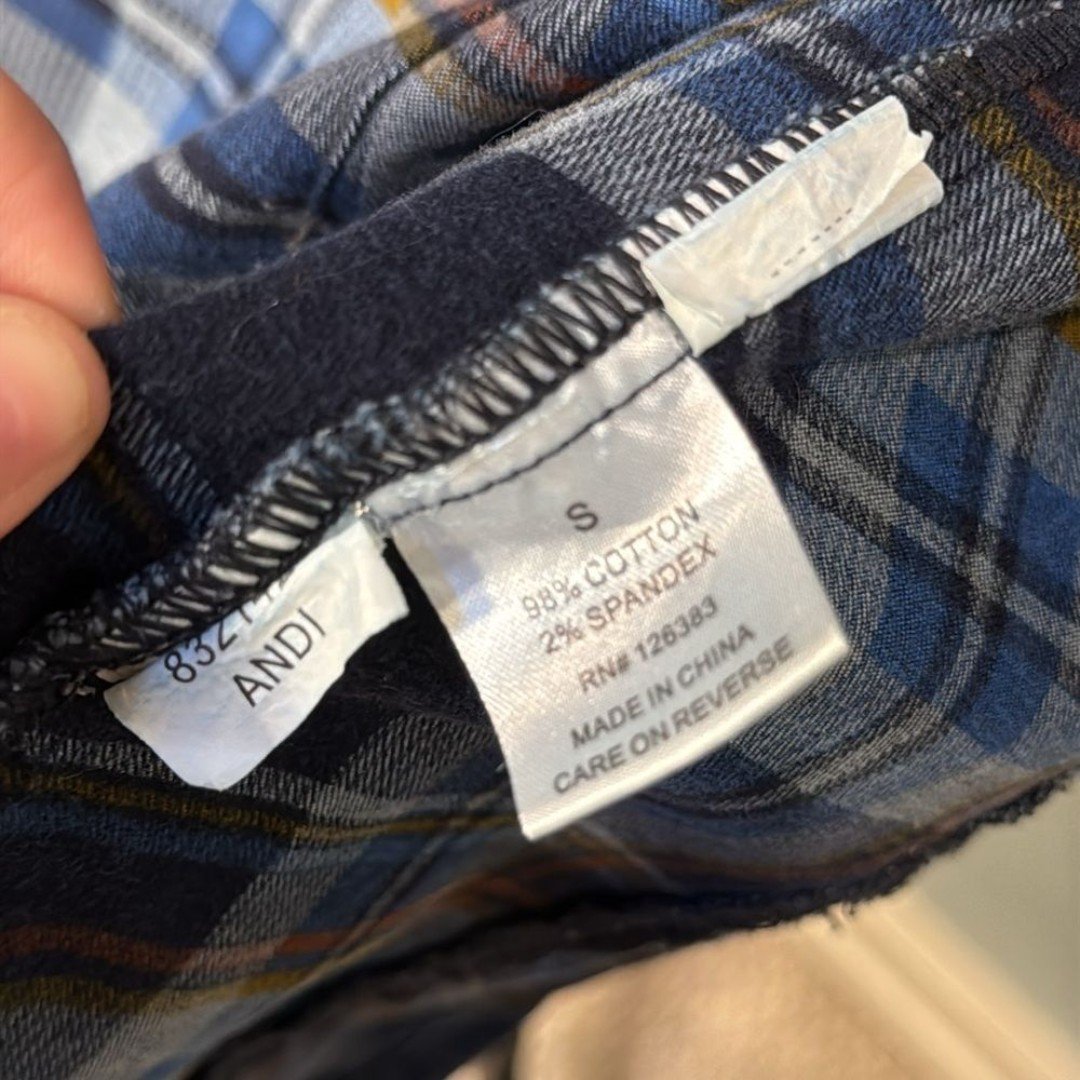 S
98% COTTON
2% SPANDEX
RN# 126383
MADE IN CHINA
CARE ON REVERSE
ANDI